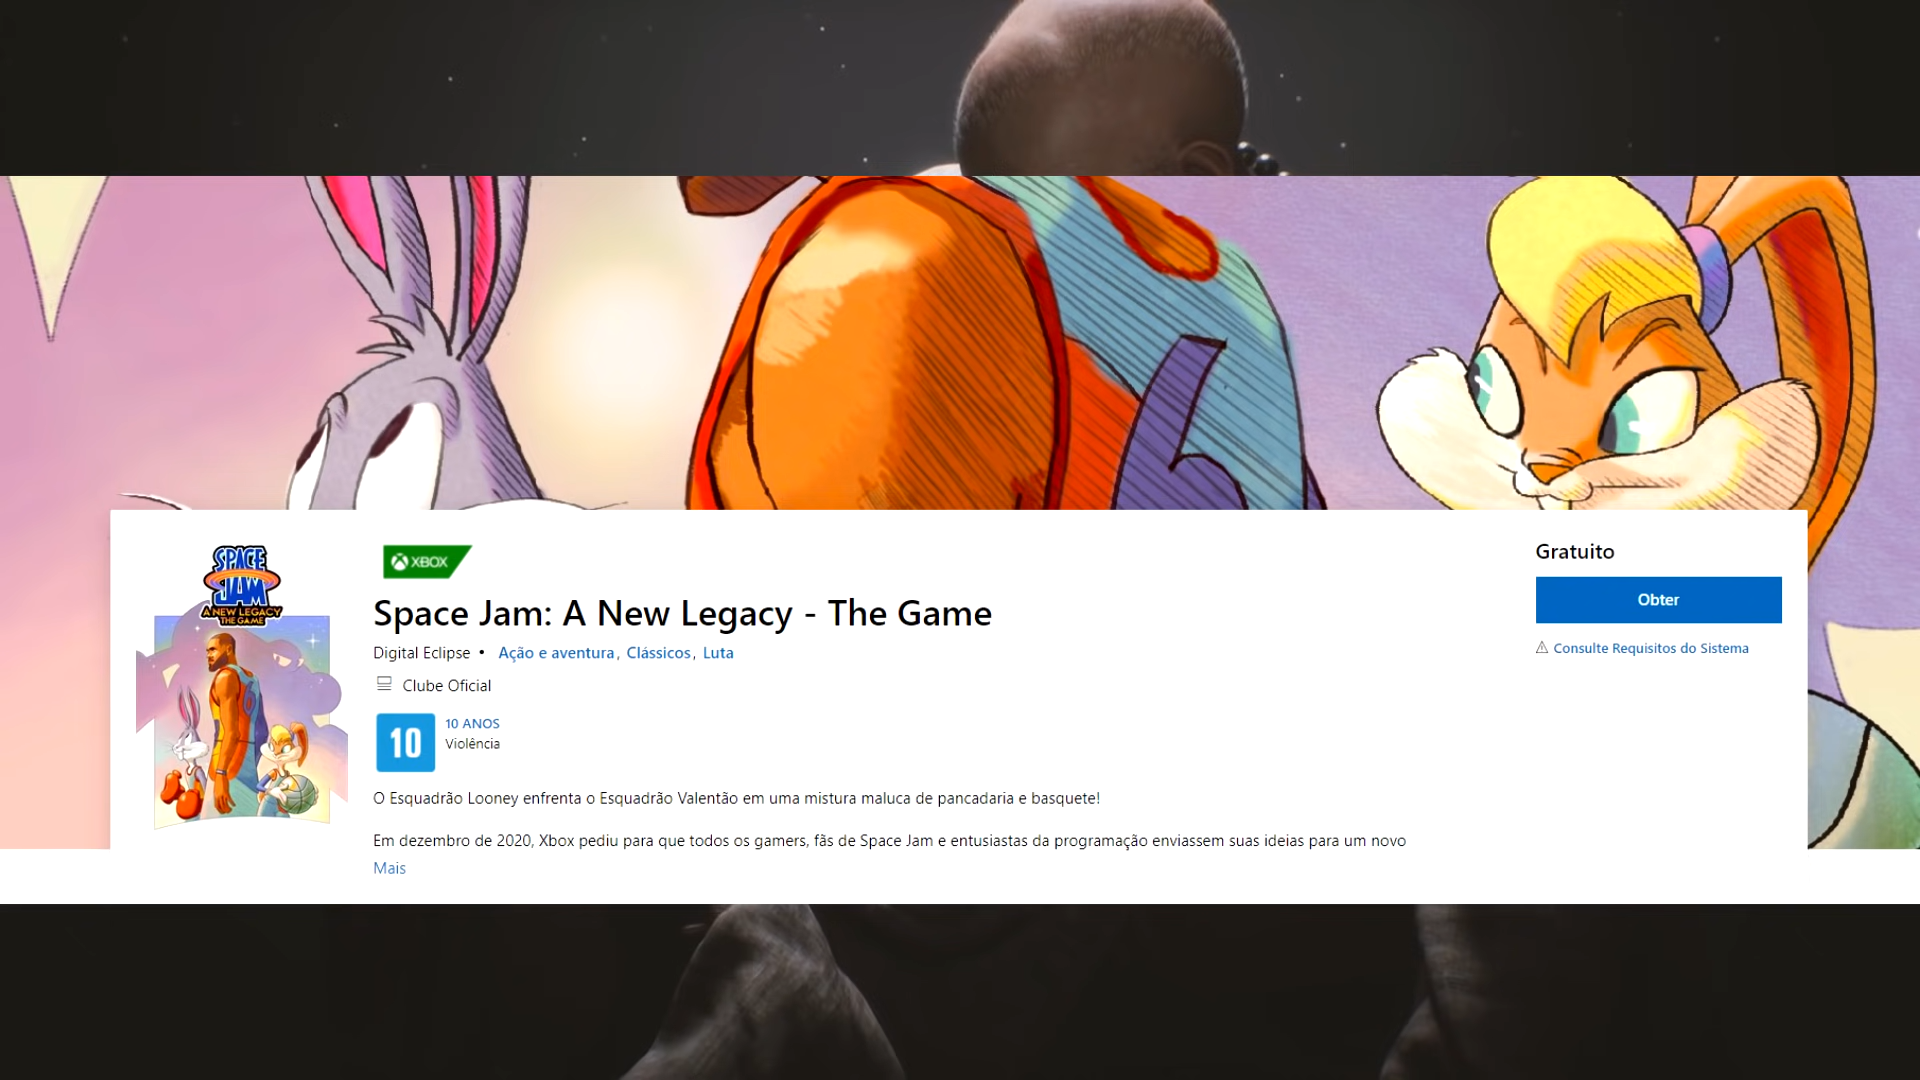 SPACE
JAM
A NEW LEGACY
THE GAME
XBOX
Space Jam: A New Legacy - The Game
Digital Eclipse • Ação e aventura, Clássicos, Luta
Clube Oficial
10
10 ANOS
Violência
O Esquadrão Looney enfrenta o Esquadrão Valentão em uma mistura maluca de pancadaria e basquete!
Em dezembro de 2020, Xbox pediu para que todos os gamers, fãs de Space Jam e entusiastas da programação enviassem suas ideias para um novo
Mais
Gratuito
Obter
Consulte Requisitos do Sistema
6